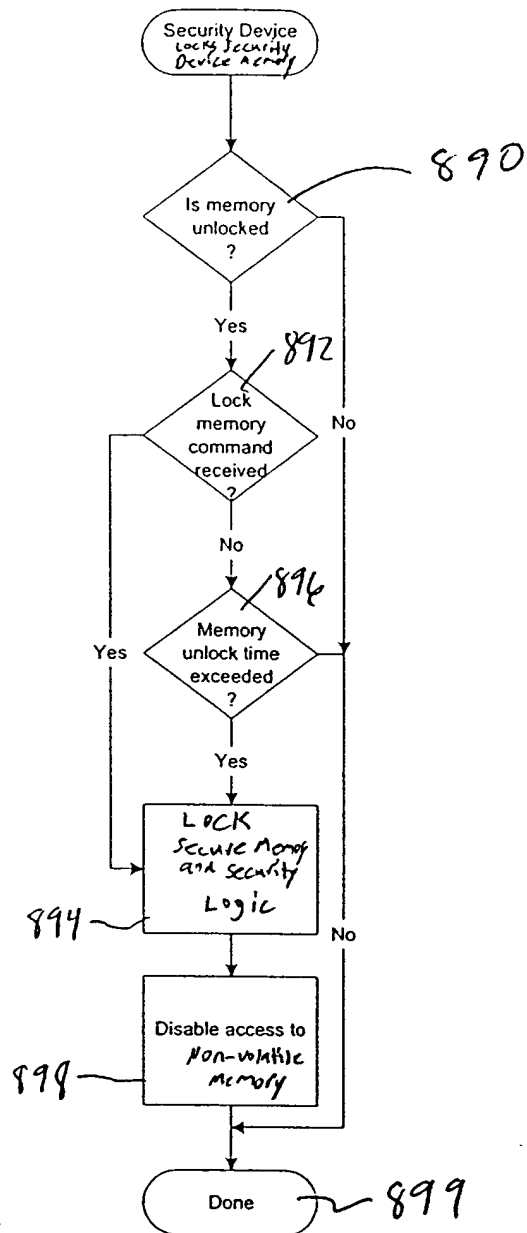 Security Device
Locks Security
Device Memory
890
Is memory
unlocked
?
Yes
No
892
Lock
memory
command
received
?
No
Yes
896
Memory
unlock time
exceeded
?
Yes
No
LOCK
Secure Memory
and Security
Logic
894
Disable access to
Non-volatile
Memory
898
Done
899